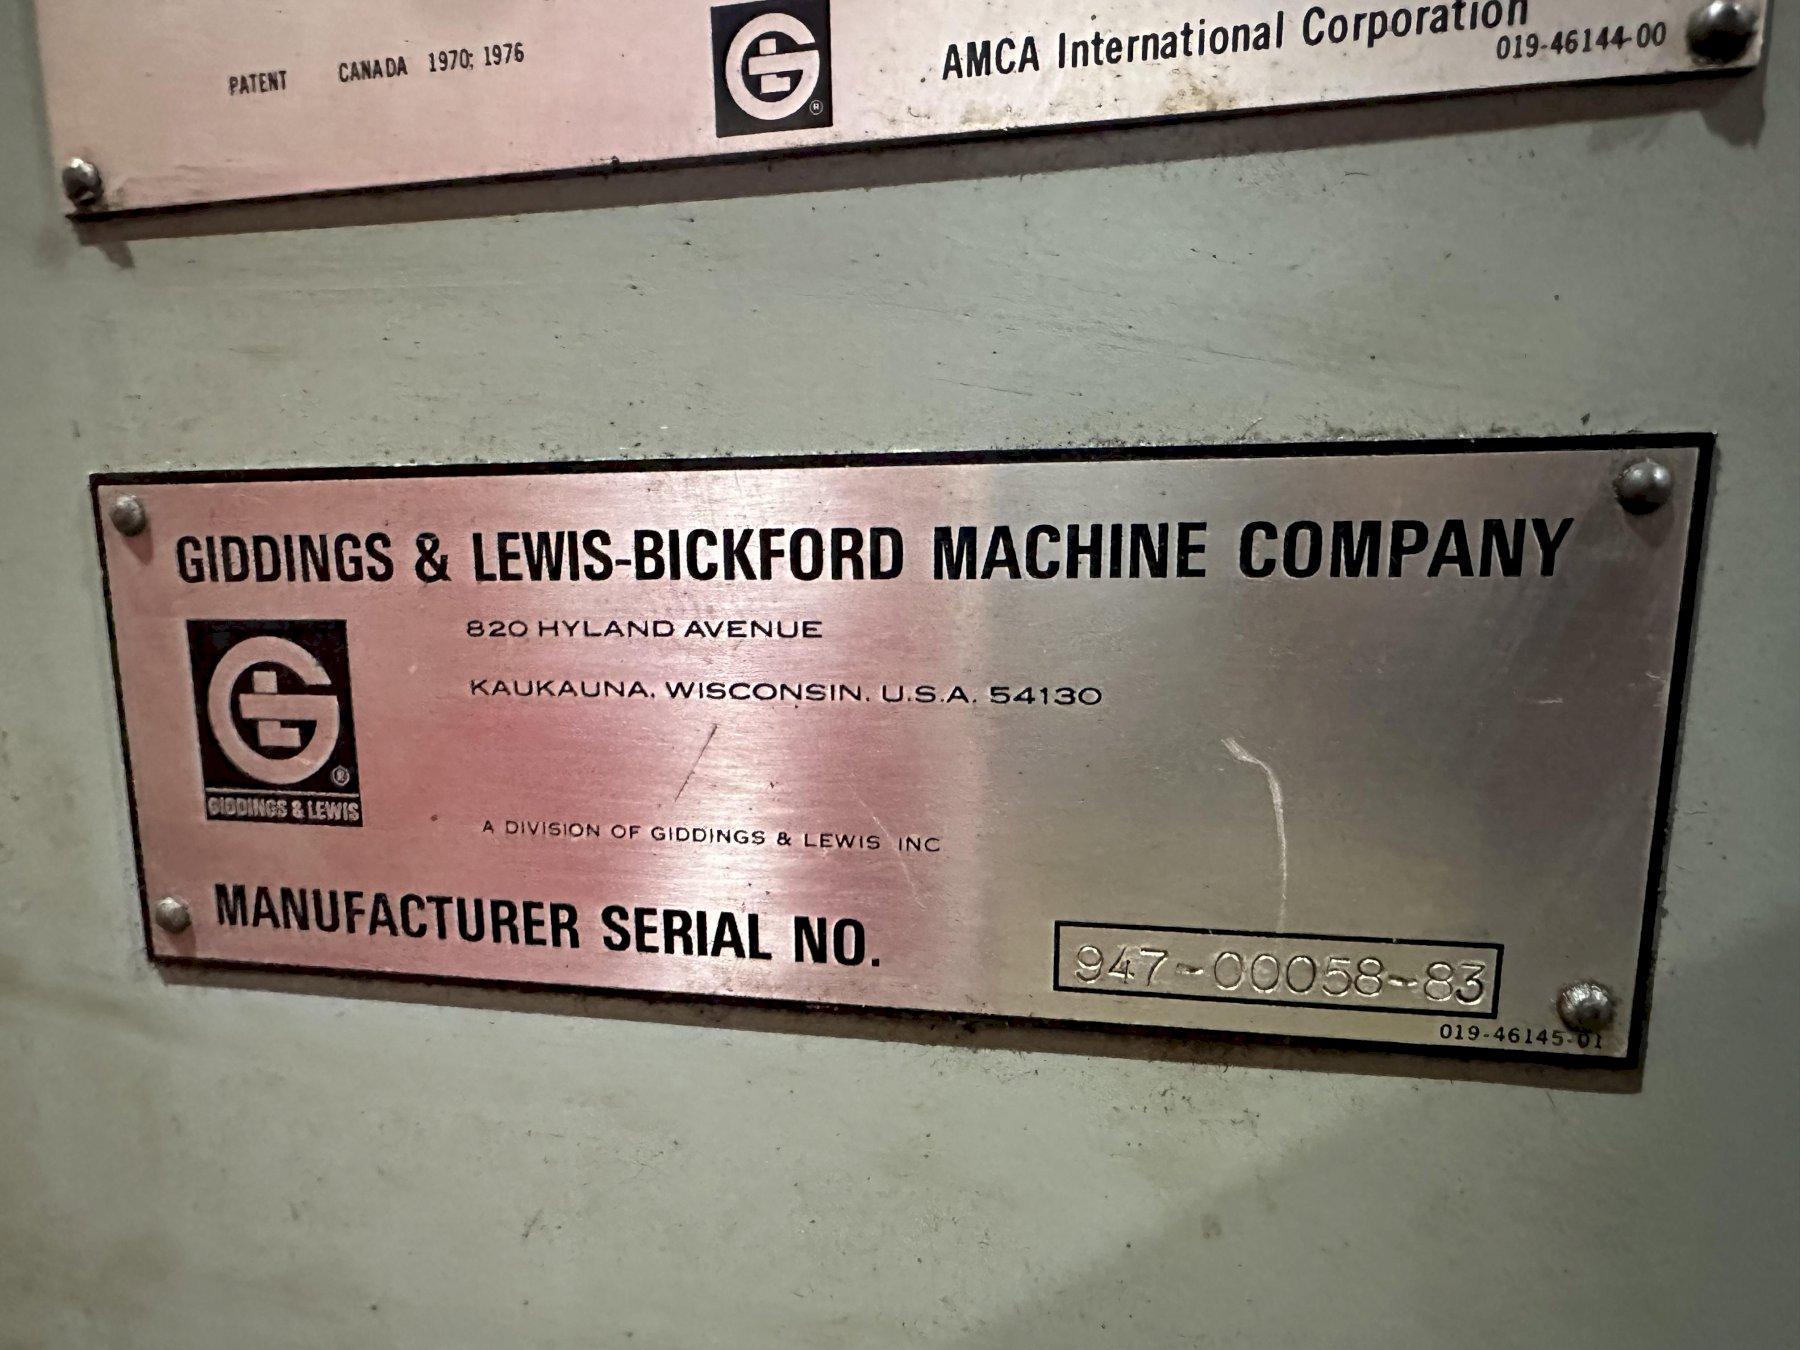 PATENT CANADA 1970; 1976
G ®
AMCA International Corporation
019-46144-00
GIDDINGS & LEWIS-BICKFORD MACHINE COMPANY
820 HYLAND AVENUE
KAUKAUNA, WISCONSIN, U.S.A. 54130
G ®
GIDDINGS & LEWIS
A DIVISION OF GIDDINGS & LEWIS INC
MANUFACTURER SERIAL NO. 947-00058-83
019-46145-01